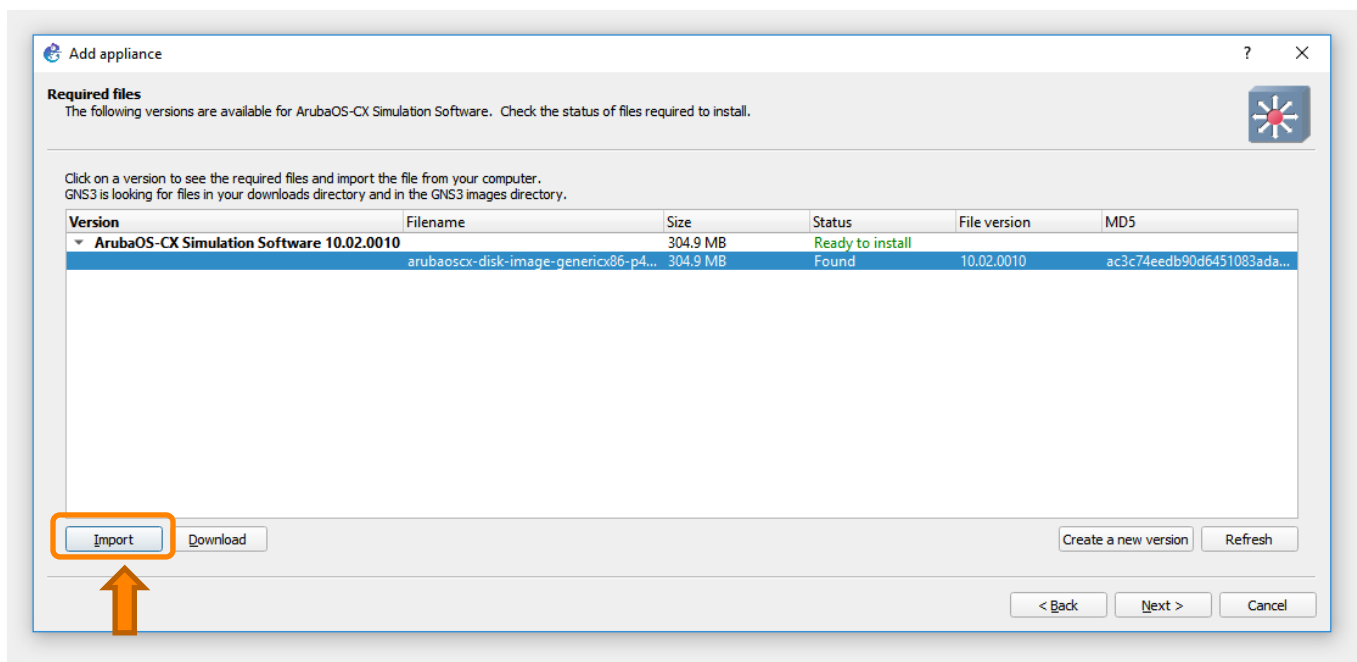 Add appliance
?
Required files
The following versions are available for ArubaOS-CX Simulation Software. Check the status of files required to install.
Click on a version to see the required files and import the file from your computer.
GNS3 is looking for files in your downloads directory and in the GNS3 images directory.
Version Filename Size Status File version MD5
ArubaOS-CX Simulation Software 10.02.0010 304.9 MB Ready to install
arubaoscx-disk-image-genericx86-p4... 304.9 MB Found 10.02.0010 ac3c74eedb90d6451083ada...
Import Download Create a new version Refresh
< Back Next > Cancel